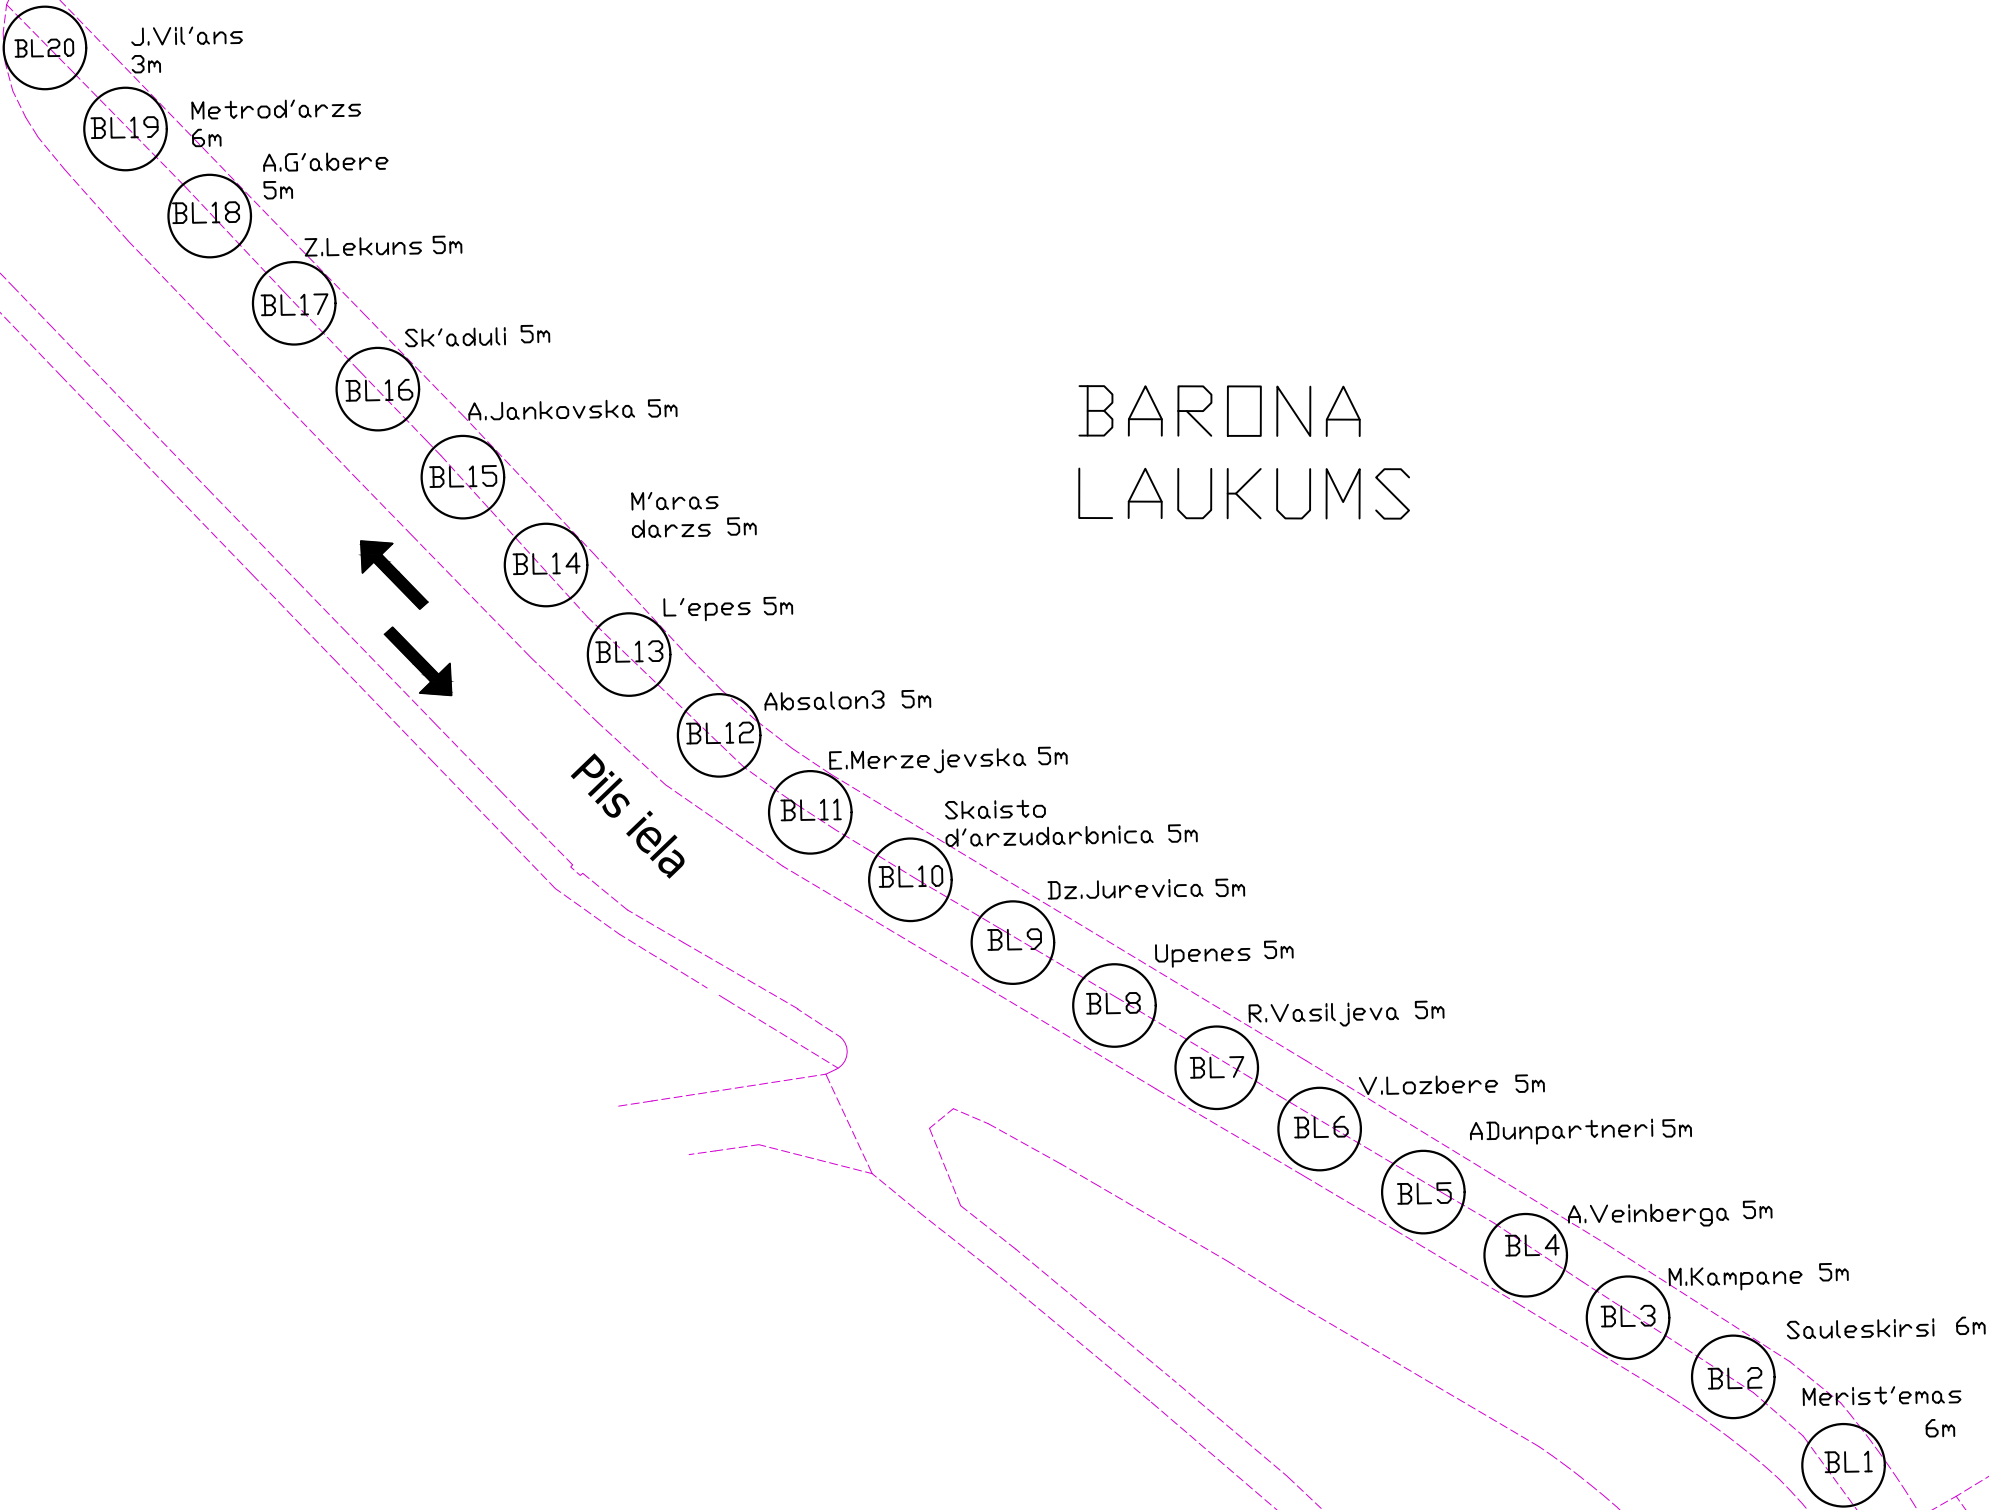 BL20
J.Vil'ans
3m
BL19
Metrod'arzs
6m
BL18
A.G'abere
5m
BL17
Z.Lekuns 5m
BL16
Sk'aduli 5m
BL15
A.Jankovska 5m
BARONA
LAUKUMS
BL14
M'aras
darzs 5m
BL13
L'epes 5m
BL12
Absalon3 5m
BL11
E.Merzejevska 5m
Pils iela
BL10
Skaisto
d'arzudarbnica 5m
BL9
Dz.Jurevica 5m
BL8
Upenes 5m
BL7
R.Vasiljeva 5m
BL6
V.Lozbere 5m
BL5
ADunpartneri 5m
BL4
A.Veinberga 5m
BL3
M.Kampane 5m
BL2
Sauleskirsi 6m
BL1
Merist'emas
6m